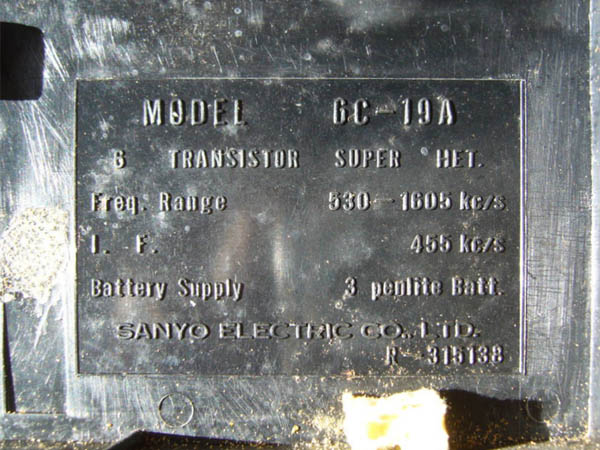 MODEL 6C-19A
6 TRANSISTOR SUPER HET.
Freq. Range 530-1605 kc/s
I. F. 455 kc/s
Battery Supply 3 penlite Batt.
SANYO ELECTRIC CO., LTD.
R-315138